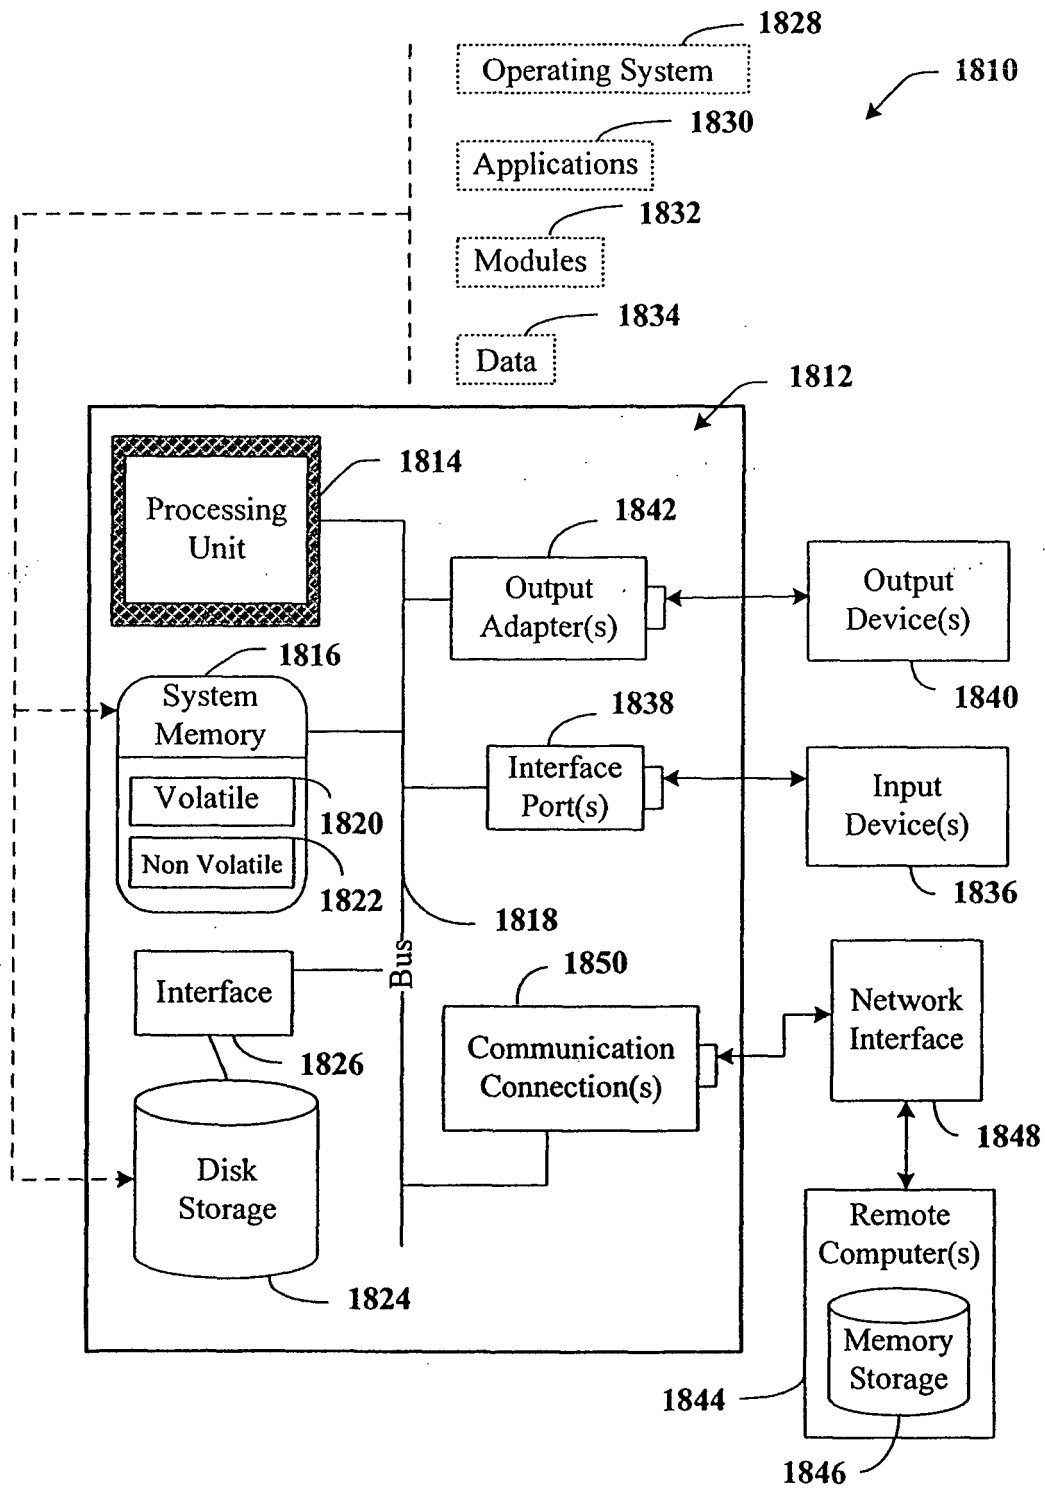 1828
Operating System
1810
1830
Applications
1832
Modules
1834
Data
1812
1814
Processing
Unit
1842
Output
Adapter(s)
Output
Device(s)
1840
1816
System
Memory
1838
Interface
Port(s)
Input
Device(s)
1836
Volatile
1820
Non Volatile
1822
1818
Bus
Interface
1826
1850
Communication
Connection(s)
Network
Interface
1848
Disk
Storage
1824
Remote
Computer(s)
Memory
Storage
1844
1846